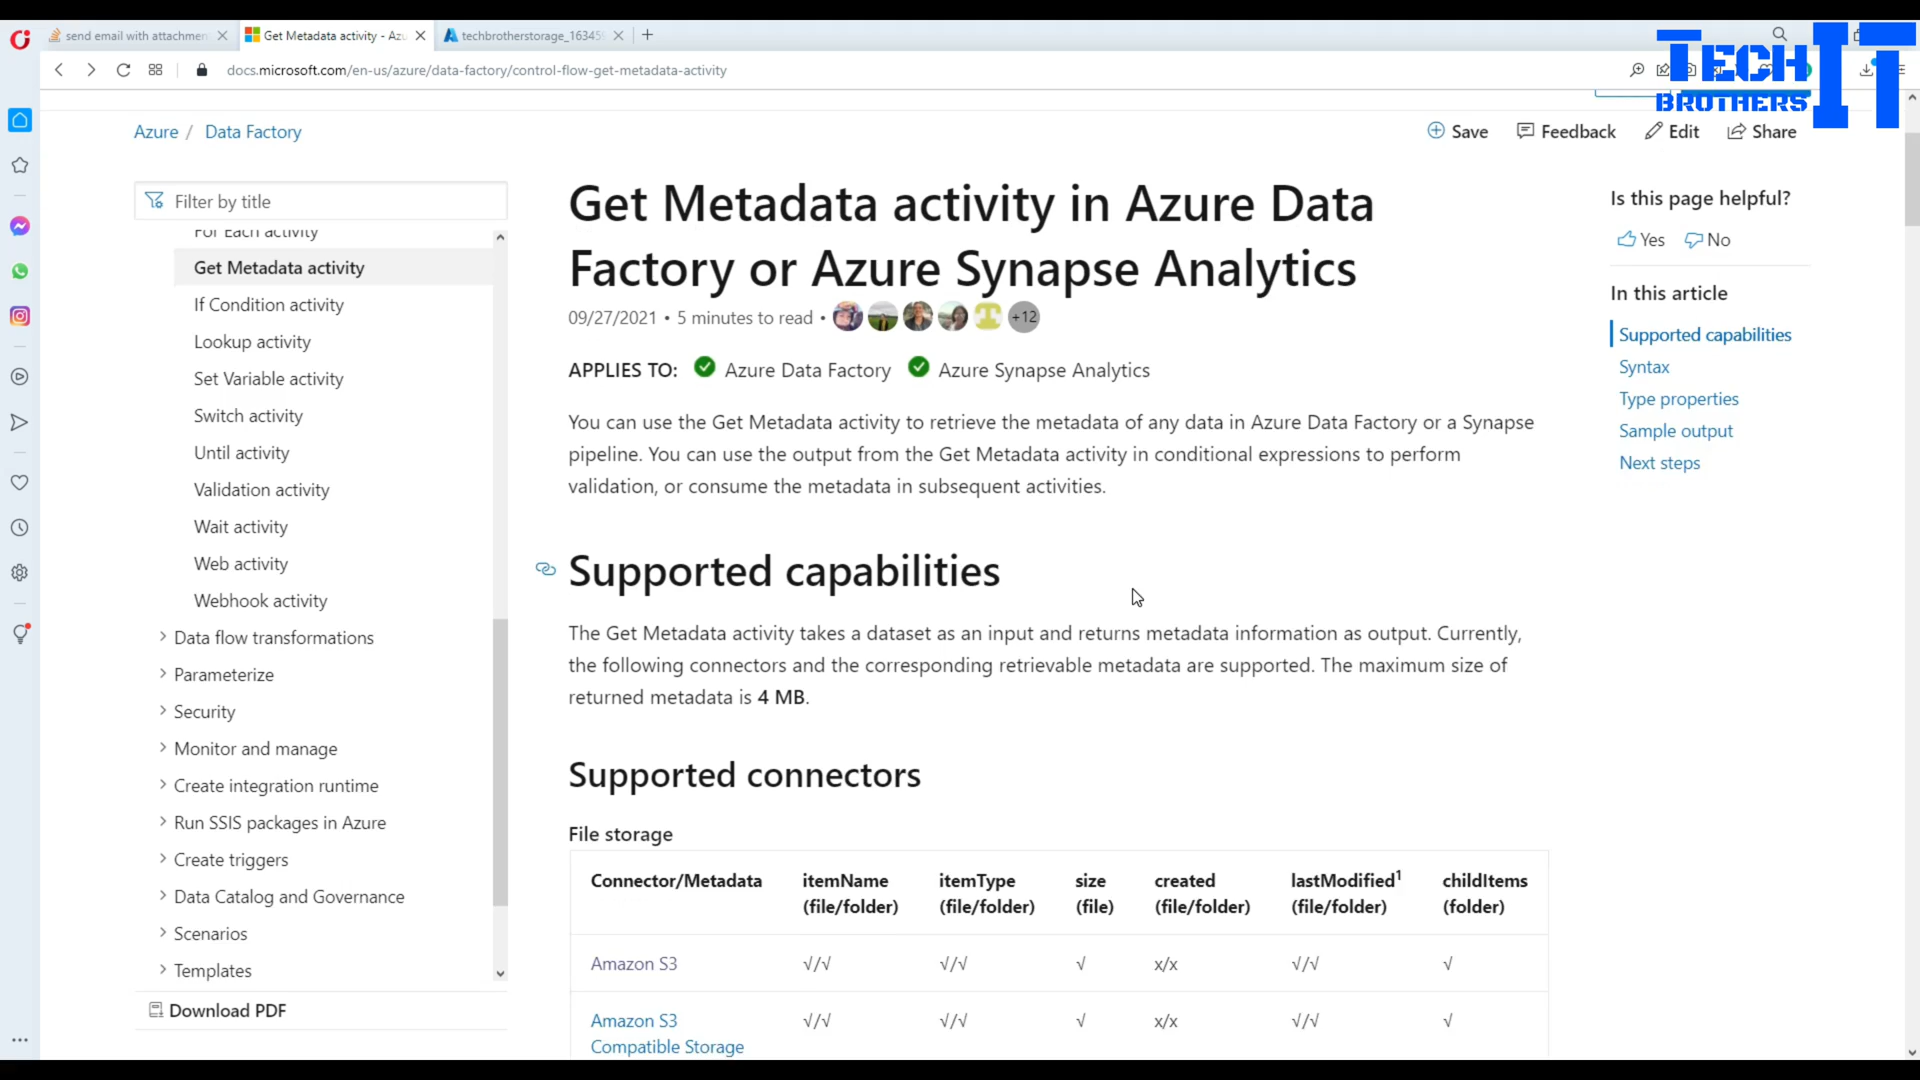 send email with attachmen
Get Metadata activity - Azu
techbrotherstorage_16345
docs.microsoft.com/en-us/azure/data-factory/control-flow-get-metadata-activity
TECH IT
BROTHERS
Azure / Data Factory
Save
Feedback
Edit
Share
Filter by title
For Each activity
Get Metadata activity
If Condition activity
Lookup activity
Set Variable activity
Switch activity
Until activity
Validation activity
Wait activity
Web activity
Webhook activity
Data flow transformations
Parameterize
Security
Monitor and manage
Create integration runtime
Run SSIS packages in Azure
Create triggers
Data Catalog and Governance
Scenarios
Templates
Download PDF
Get Metadata activity in Azure Data
Factory or Azure Synapse Analytics
09/27/2021 • 5 minutes to read • +12
APPLIES TO: Azure Data Factory Azure Synapse Analytics
You can use the Get Metadata activity to retrieve the metadata of any data in Azure Data Factory or a Synapse
pipeline. You can use the output from the Get Metadata activity in conditional expressions to perform
validation, or consume the metadata in subsequent activities.
Supported capabilities
The Get Metadata activity takes a dataset as an input and returns metadata information as output. Currently,
the following connectors and the corresponding retrievable metadata are supported. The maximum size of
returned metadata is 4 MB.
Supported connectors
File storage
Connector/Metadata itemName itemType size created lastModified1 childItems
(file/folder) (file/folder) (file) (file/folder) (file/folder) (folder)
Amazon S3 √/√ √/√ √ x/x √/√ √
Amazon S3 √/√ √/√ √ x/x √/√ √
Compatible Storage
Is this page helpful?
Yes No
In this article
Supported capabilities
Syntax
Type properties
Sample output
Next steps